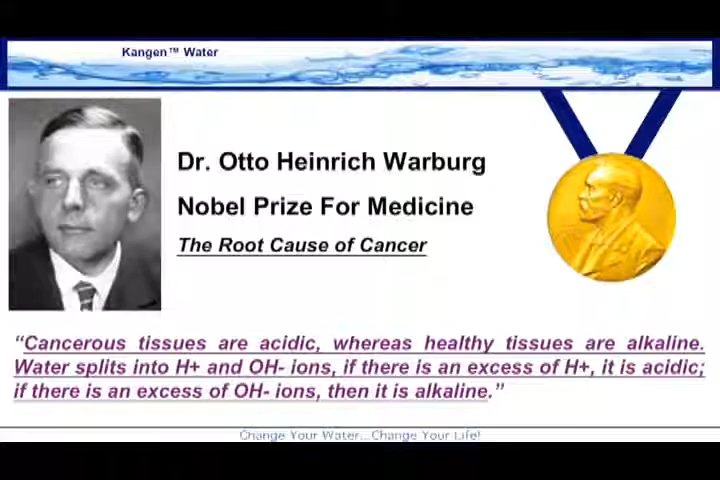 Kangen™ Water
Dr. Otto Heinrich Warburg
Nobel Prize For Medicine
The Root Cause of Cancer
“Cancerous tissues are acidic, whereas healthy tissues are alkaline.
Water splits into H+ and OH- ions, if there is an excess of H+, it is acidic;
if there is an excess of OH- ions, then it is alkaline.”
Change Your Water...Change Your Life!